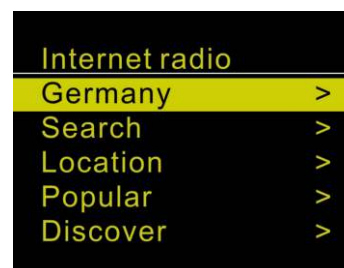 Internet radio
Germany >
Search >
Location >
Popular >
Discover >